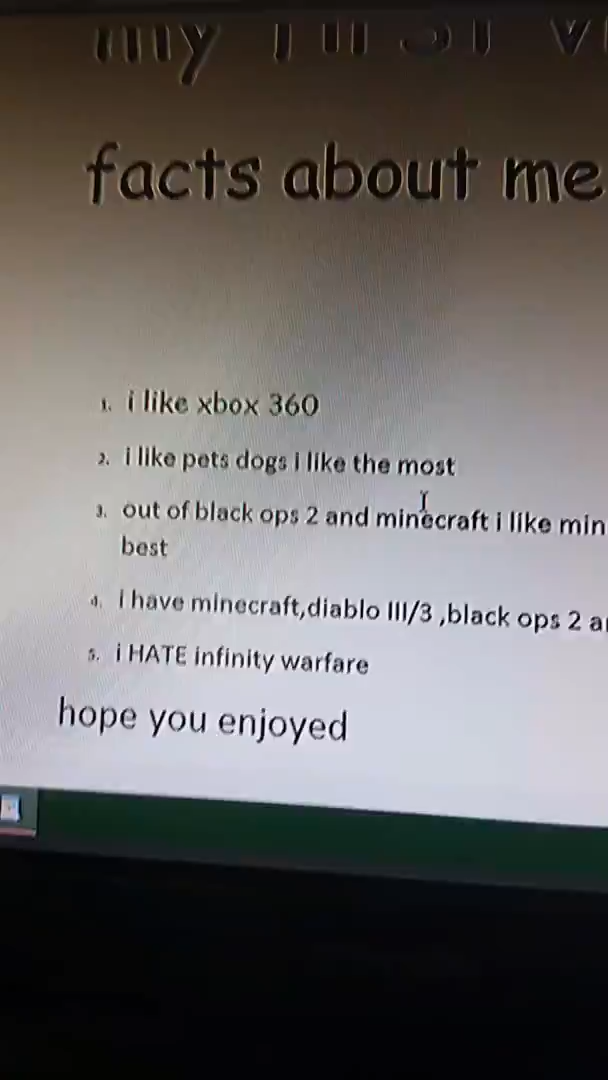 my first
facts about me
1. i like xbox 360
2. i like pets dogs i like the most
3. out of black ops 2 and minecraft i like
best
4. i have minecraft,diablo III/3 ,black ops 2
5. i HATE infinity warfare
hope you enjoyed